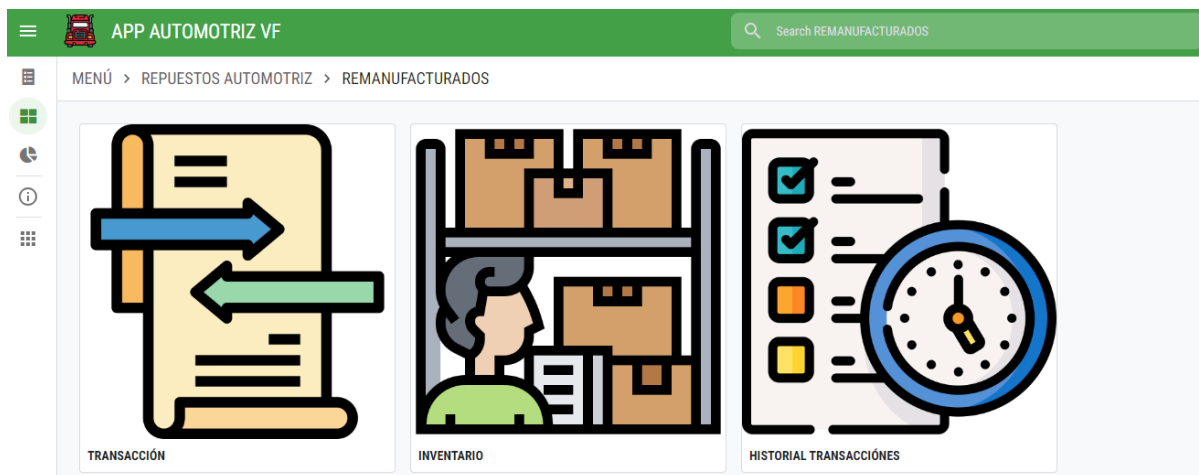 APP AUTOMOTRIZ VF
Search REMANUFACTURADOS
MENÚ > REPUESTOS AUTOMOTRIZ > REMANUFACTURADOS
TRANSACCIÓN
INVENTARIO
HISTORIAL TRANSACCIÓNES